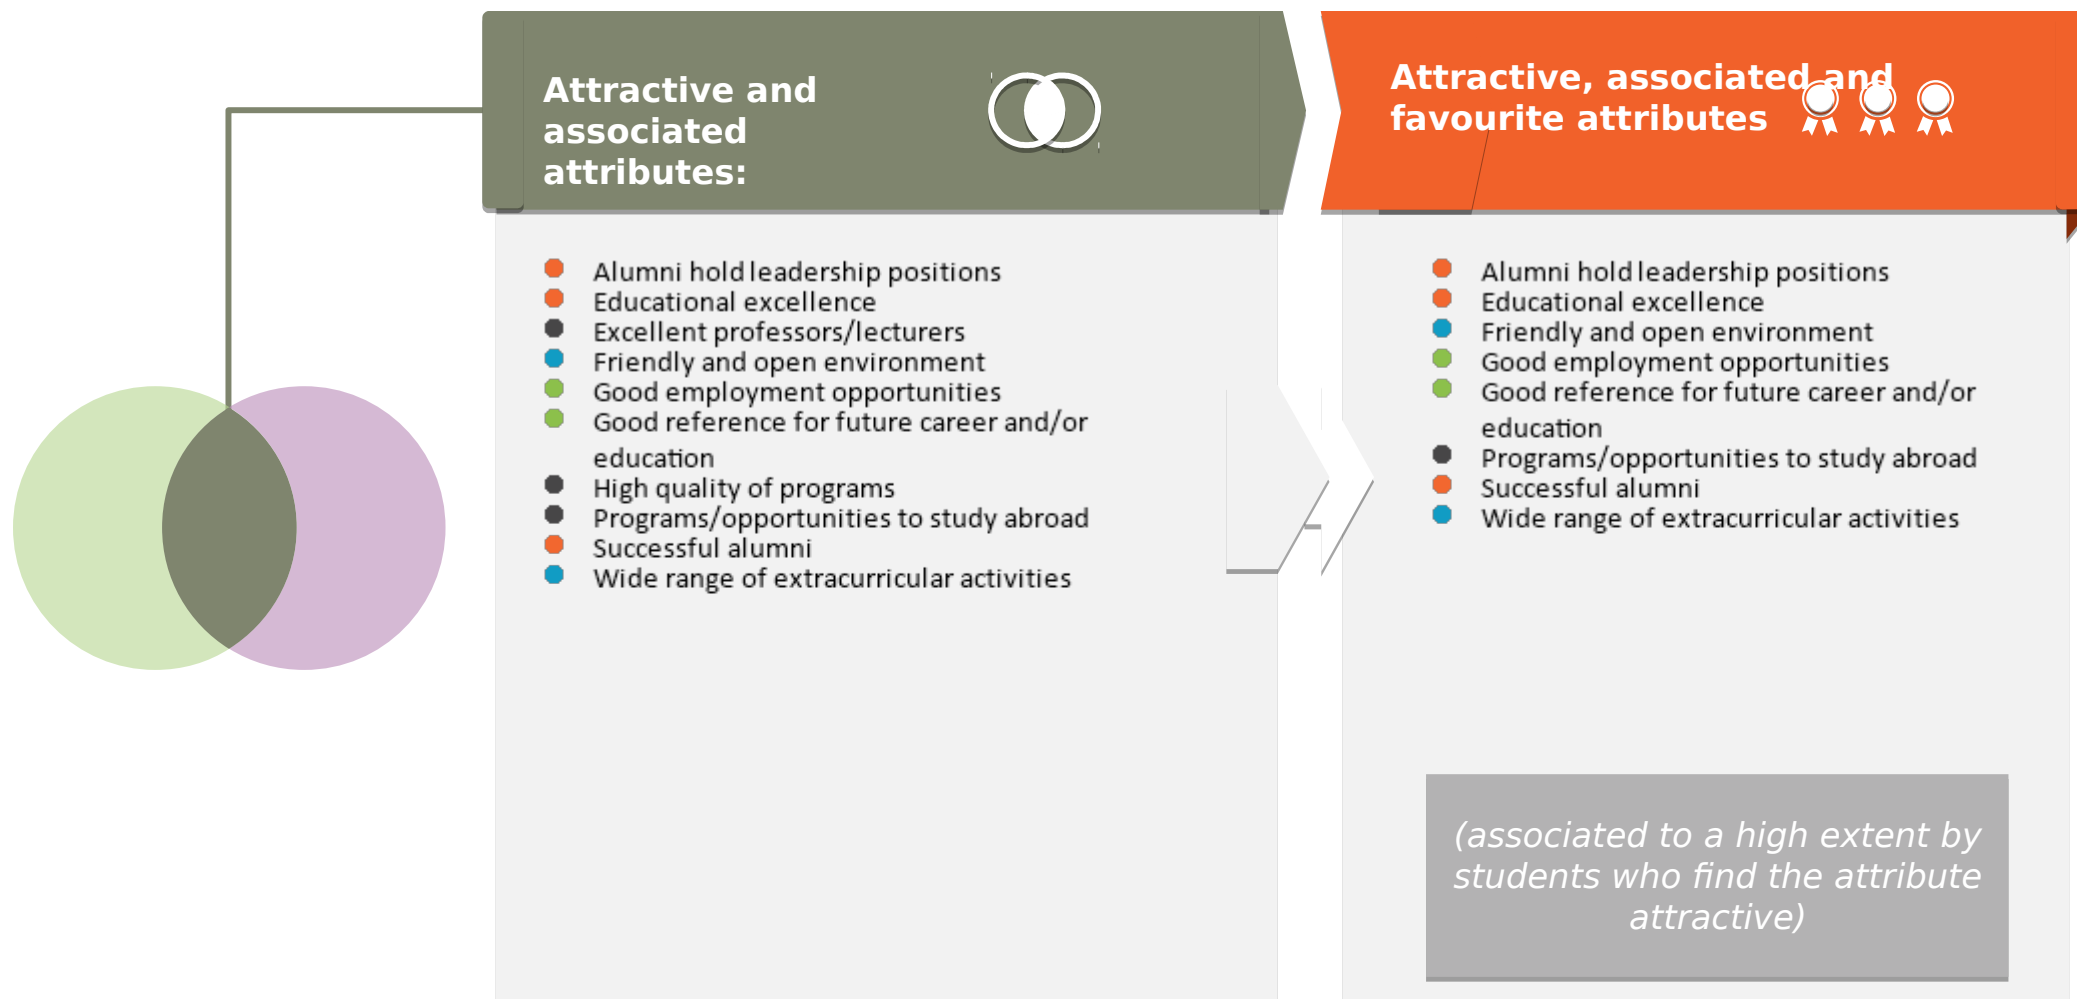 Attractive and
associated
attributes:
Alumni hold leadership positions
Educational excellence
Excellent professors/lecturers
Friendly and open environment
Good employment opportunities
Good reference for future career and/or
education
High quality of programs
Programs/opportunities to study abroad
Successful alumni
Wide range of extracurricular activities
Attractive, associated and
favourite attributes
Alumni hold leadership positions
Educational excellence
Friendly and open environment
Good employment opportunities
Good reference for future career and/or
education
Programs/opportunities to study abroad
Successful alumni
Wide range of extracurricular activities
(associated to a high extent by
students who find the attribute
attractive)